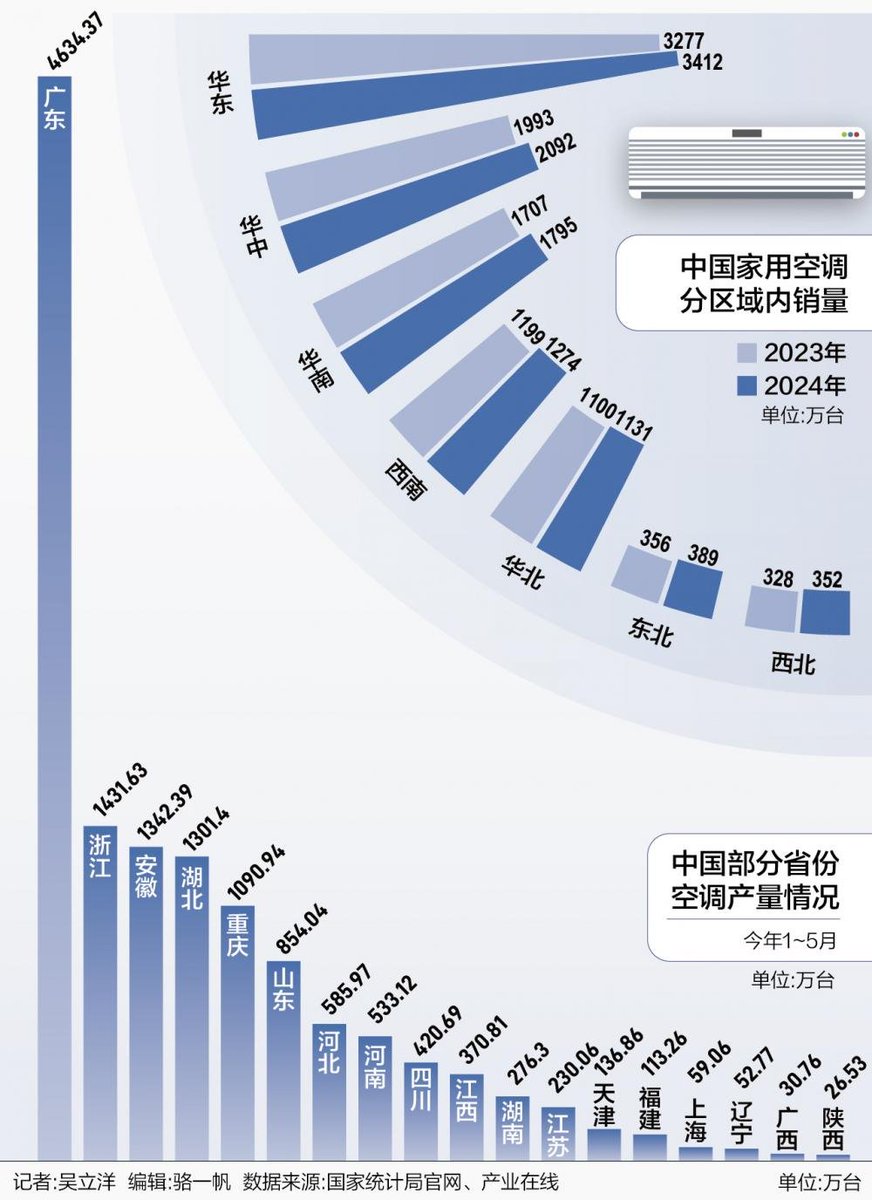 中国家用空调
分区域内销量
2023年
2024年
单位:万台
华东
3277
3412
华中
1993
2092
华南
1707
1795
西南
1199
1274
华北
1100
1131
东北
356
389
西北
328
352
中国部分省份
空调产量情况
今年1~5月
单位:万台
4634.37
广东
1431.63
浙江
1342.39
安徽
1301.4
湖北
1090.94
重庆
854.04
山东
585.97
河北
533.12
河南
420.69
四川
370.81
江西
276.3
湖南
230.06
江苏
136.86
天津
113.26
福建
59.06
上海
52.77
辽宁
30.76
广西
26.53
陕西
记者:吴立洋 编辑:骆一帆 数据来源:国家统计局官网、产业在线
单位:万台